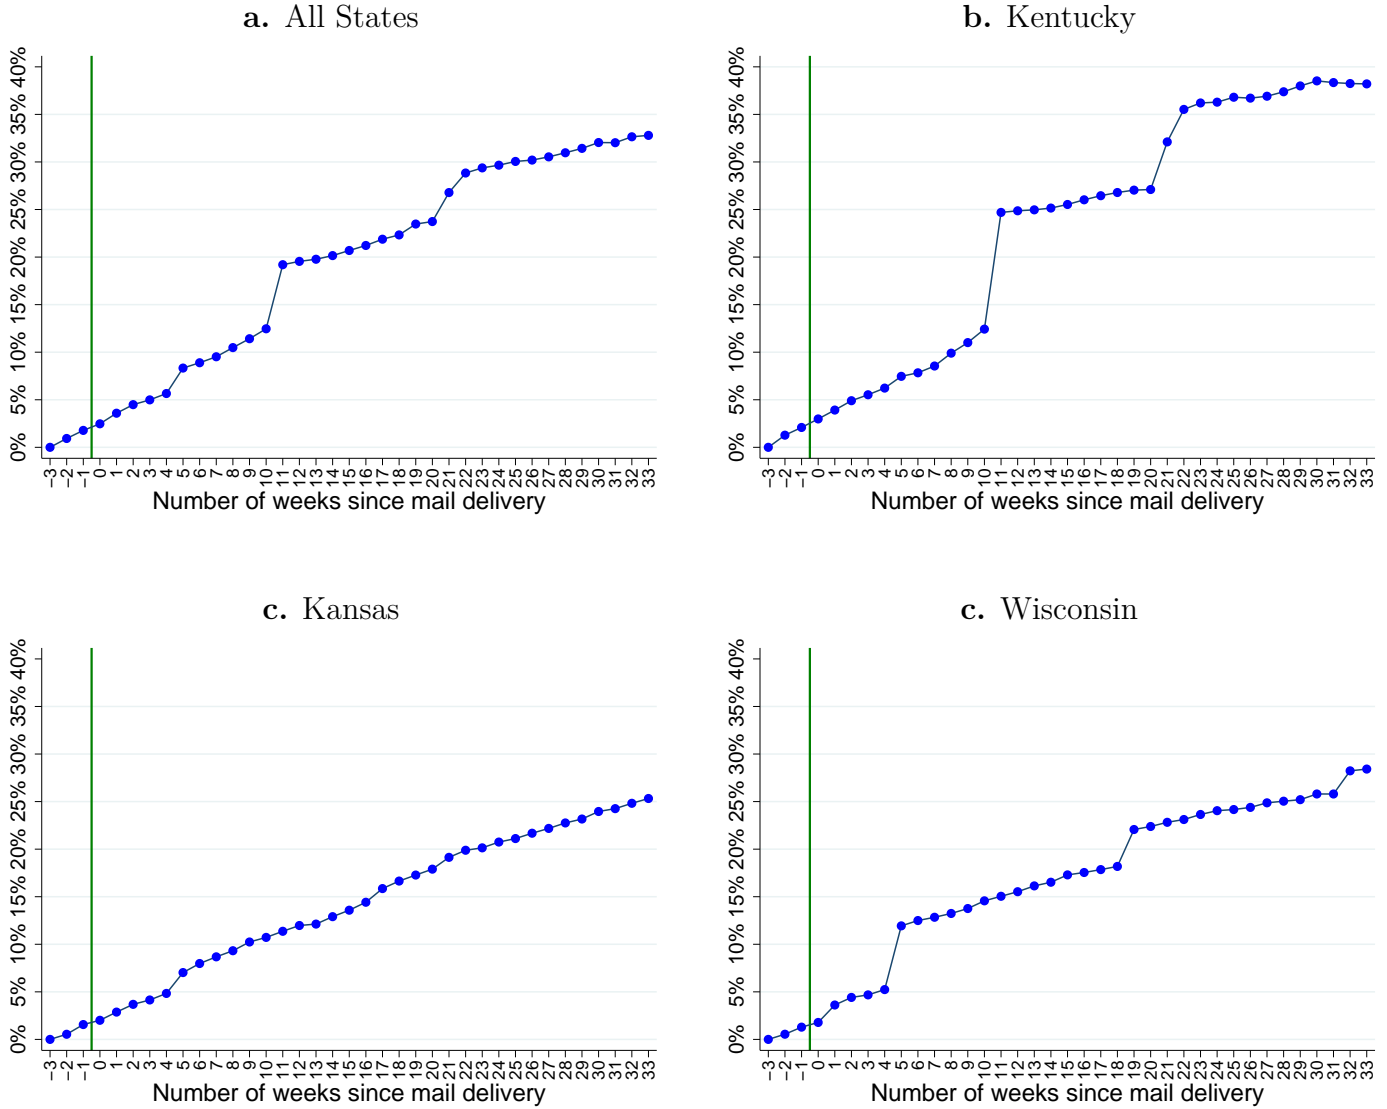 a. All States
0% 5% 10% 15% 20% 25% 30% 35% 40%
−3 −2 −1 0 1 2 3 4 5 6 7 8 9 10 11 12 13 14 15 16 17 18 19 20 21 22 23 24 25 26 27 28 29 30 31 32 33
Number of weeks since mail delivery
b. Kentucky
0% 5% 10% 15% 20% 25% 30% 35% 40%
−3 −2 −1 0 1 2 3 4 5 6 7 8 9 10 11 12 13 14 15 16 17 18 19 20 21 22 23 24 25 26 27 28 29 30 31 32 33
Number of weeks since mail delivery
c. Kansas
0% 5% 10% 15% 20% 25% 30% 35% 40%
−3 −2 −1 0 1 2 3 4 5 6 7 8 9 10 11 12 13 14 15 16 17 18 19 20 21 22 23 24 25 26 27 28 29 30 31 32 33
Number of weeks since mail delivery
c. Wisconsin
0% 5% 10% 15% 20% 25% 30% 35% 40%
−3 −2 −1 0 1 2 3 4 5 6 7 8 9 10 11 12 13 14 15 16 17 18 19 20 21 22 23 24 25 26 27 28 29 30 31 32 33
Number of weeks since mail delivery